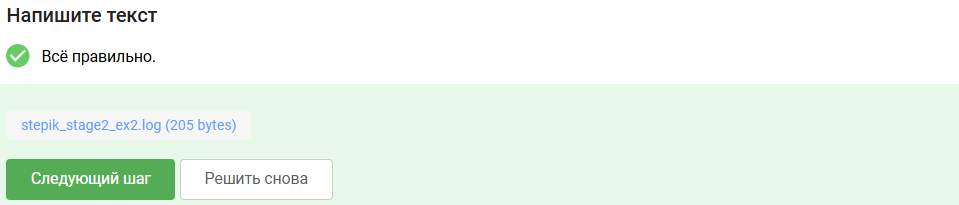 Напишите текст
Всё правильно.
stepik_stage2_ex2.log (205 bytes)
Следующий шаг
Решить снова